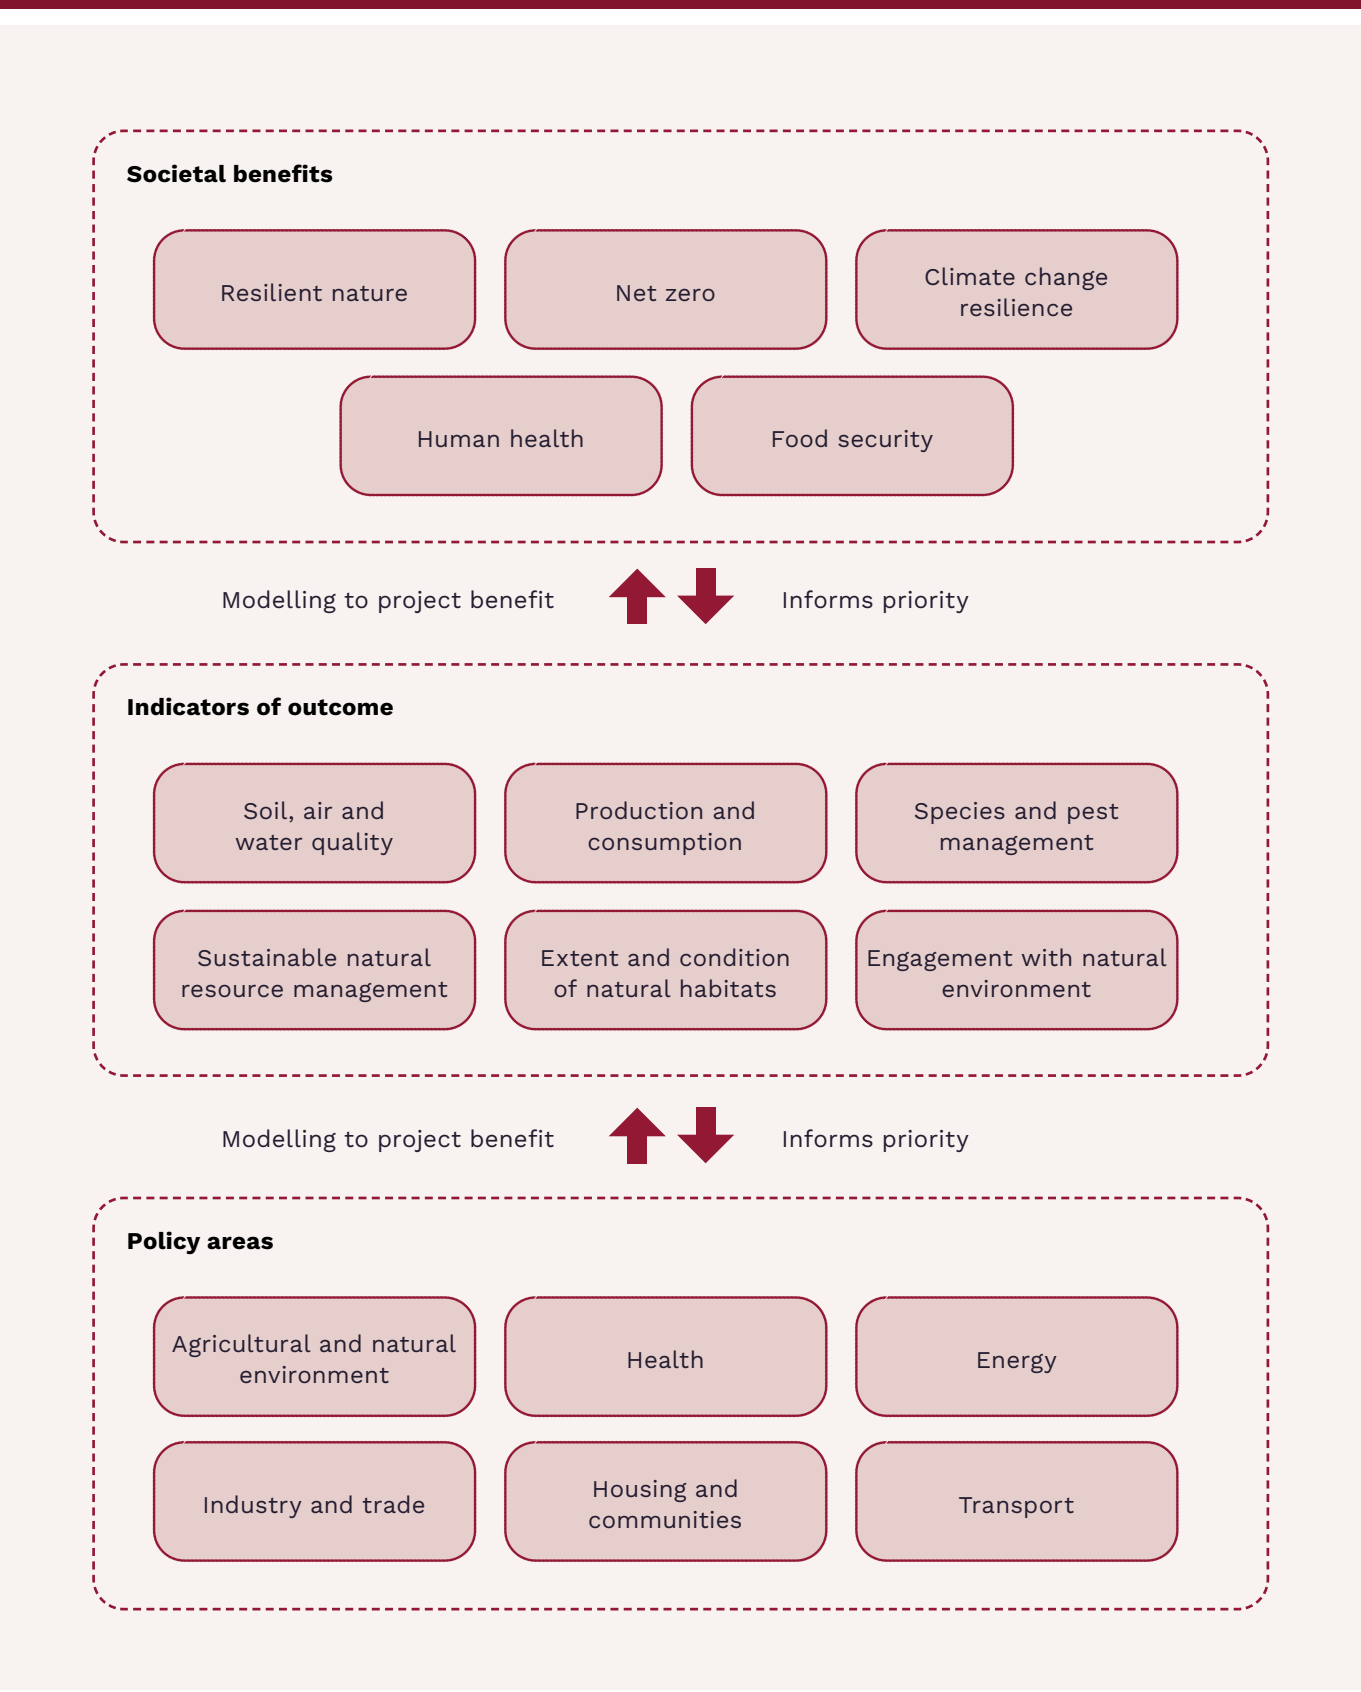 Societal benefits
Resilient nature
Net zero
Climate change
resilience
Human health
Food security
Modelling to project benefit
Informs priority
Indicators of outcome
Soil, air and
water quality
Production and
consumption
Species and pest
management
Sustainable natural
resource management
Extent and condition
of natural habitats
Engagement with natural
environment
Modelling to project benefit
Informs priority
Policy areas
Agricultural and natural
environment
Health
Energy
Industry and trade
Housing and
communities
Transport